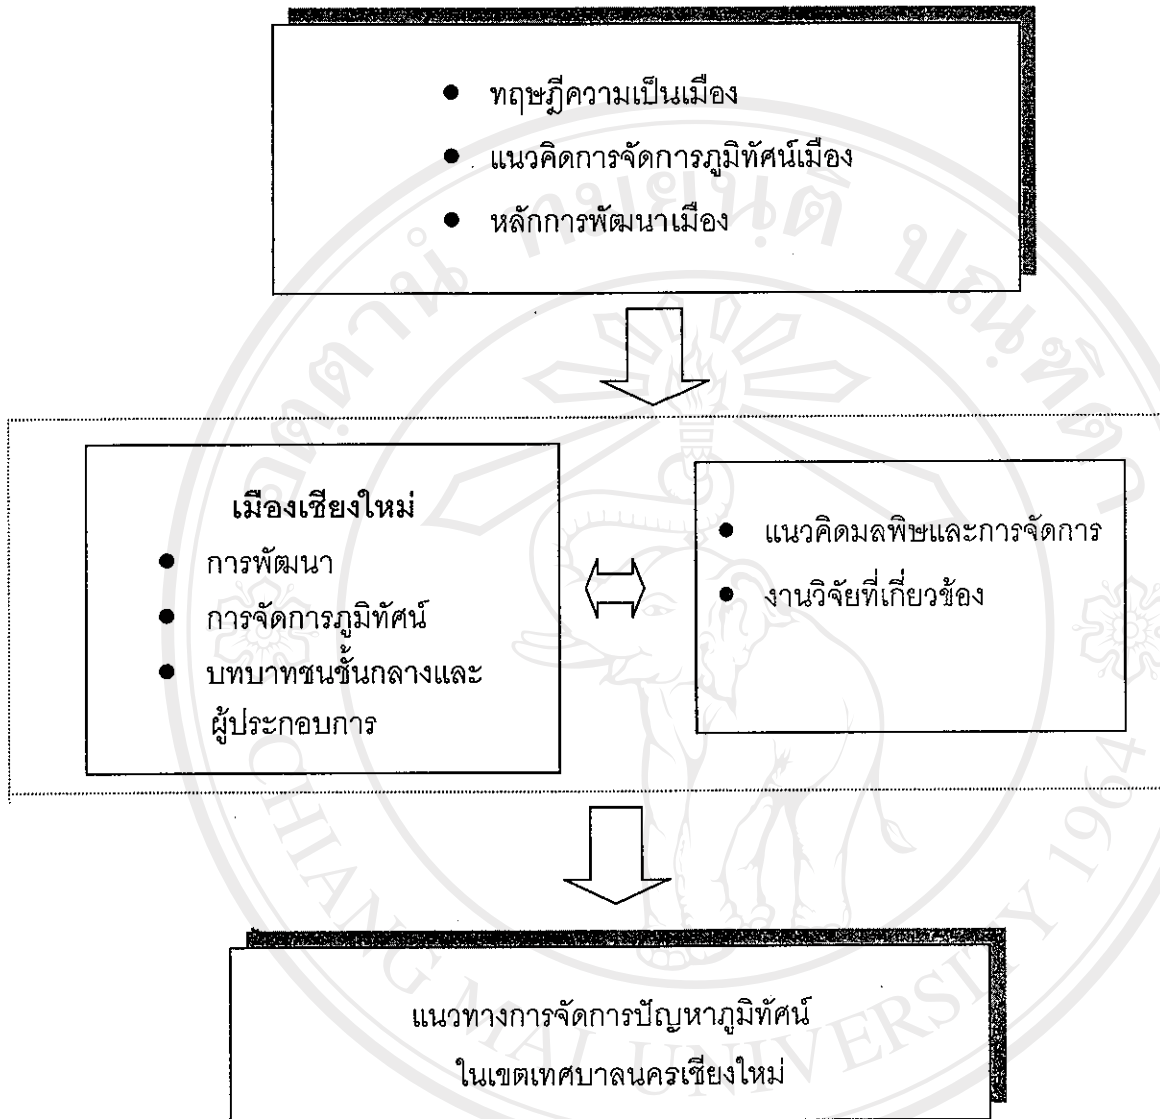 ● ทฤษฎีความเป็นเมือง
● แนวคิดการจัดการภูมิทัศน์เมือง
● หลักการพัฒนาเมือง
เมืองเชียงใหม่
● การพัฒนา
● การจัดการภูมิทัศน์
● บทบาทชนชั้นกลางและ
ผู้ประกอบการ
● แนวคิดมลพิษและการจัดการ
● งานวิจัยที่เกี่ยวข้อง
แนวทางการจัดการปัญหาภูมิทัศน์
ในเขตเทศบาลนครเชียงใหม่
CHIANG MAI UNIVERSITY 1964